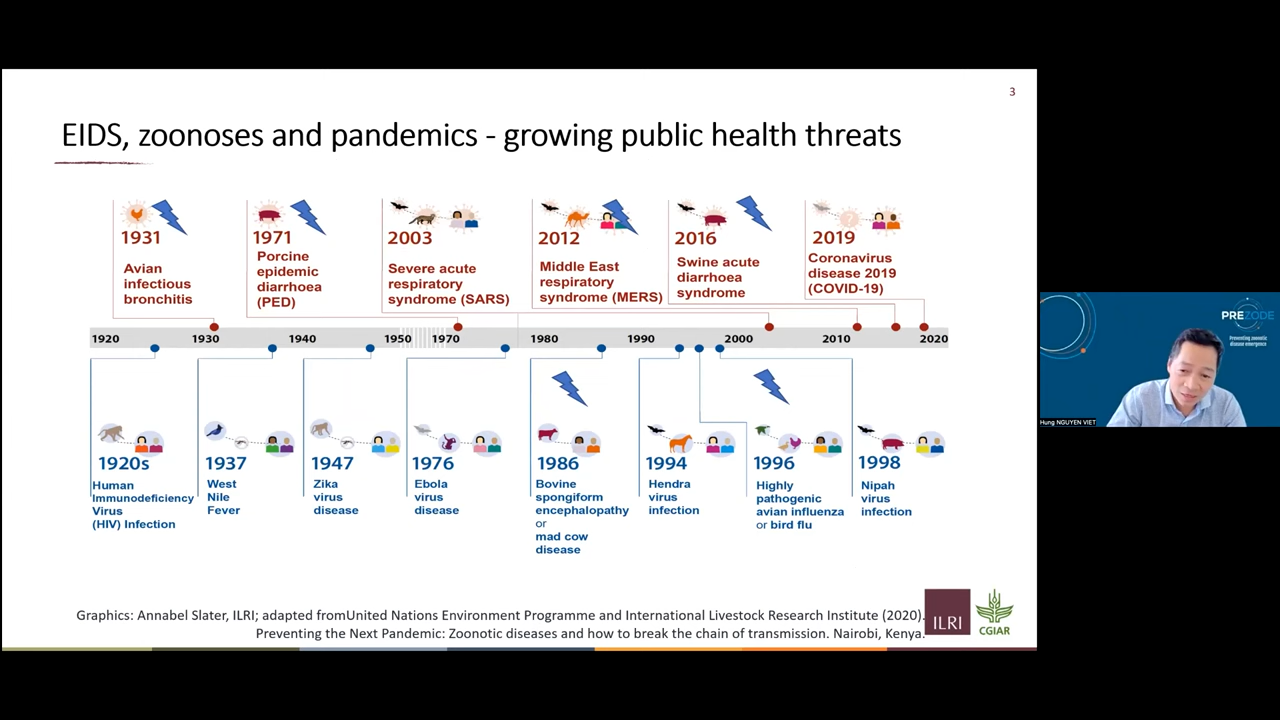 3
EIDS, zoonoses and pandemics - growing public health threats
1931
Avian
infectious
bronchitis
1971
Porcine
epidemic
diarrhoea
(PED)
2003
Severe acute
respiratory
syndrome (SARS)
2012
Middle East
respiratory
syndrome (MERS)
2016
Swine acute
diarrhoea
syndrome
2019
Coronavirus
disease 2019
(COVID-19)
?
1920 1930 1940 1950 1970 1980 1990 2000 2010 2020
1920s
Human
Immunodeficiency
Virus
(HIV) Infection
1937
West
Nile
Fever
1947
Zika
virus
disease
1976
Ebola
virus
disease
1986
Bovine
spongiform
encephalopathy
or
mad cow
disease
1994
Hendra
virus
infection
1996
Highly
pathogenic
avian influenza
or bird flu
1998
Nipah
virus
infection
Graphics: Annabel Slater, ILRI; adapted fromUnited Nations Environment Programme and International Livestock Research Institute (2020).
Preventing the Next Pandemic: Zoonotic diseases and how to break the chain of transmission. Nairobi, Kenya.
ILRI
CGIAR
PREZODE
Preventing zoonotic
disease emergence
Hung NGUYEN VIET